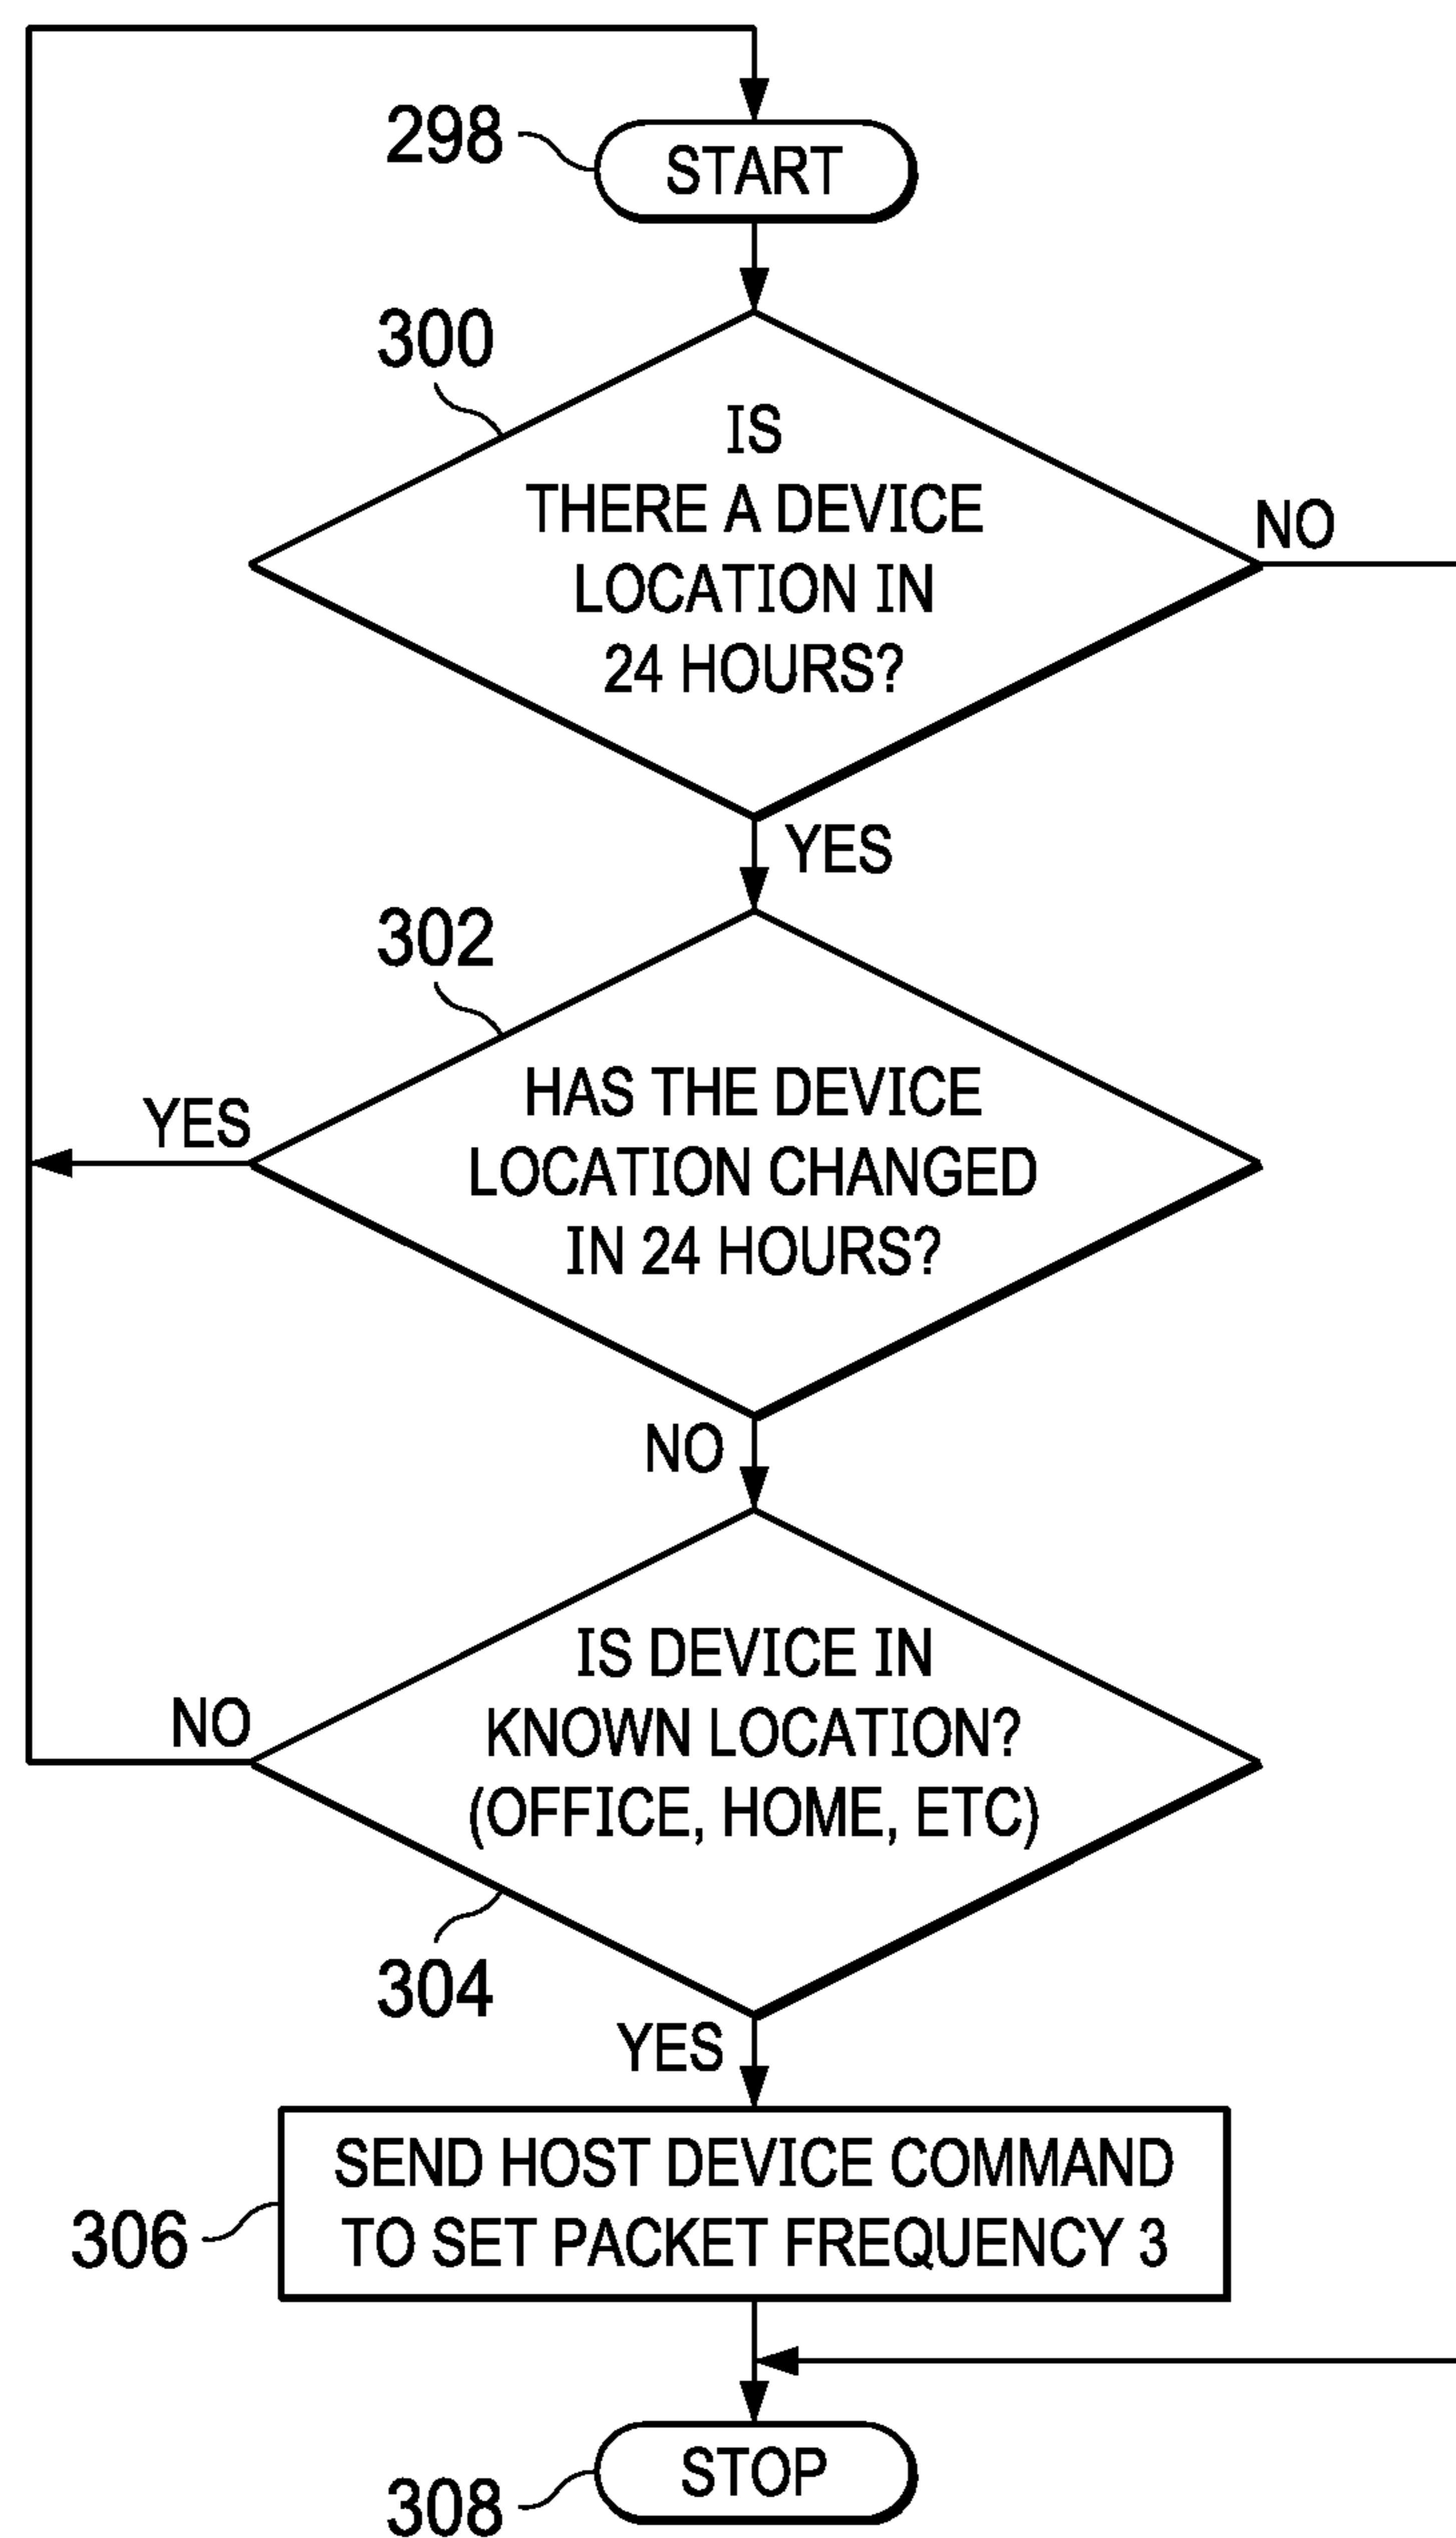 298
START
300
IS
THERE A DEVICE
LOCATION IN
24 HOURS?
NO
YES
302
HAS THE DEVICE
LOCATION CHANGED
IN 24 HOURS?
YES
NO
IS DEVICE IN
KNOWN LOCATION?
(OFFICE, HOME, ETC)
NO
304
YES
SEND HOST DEVICE COMMAND
TO SET PACKET FREQUENCY 3
306
STOP
308